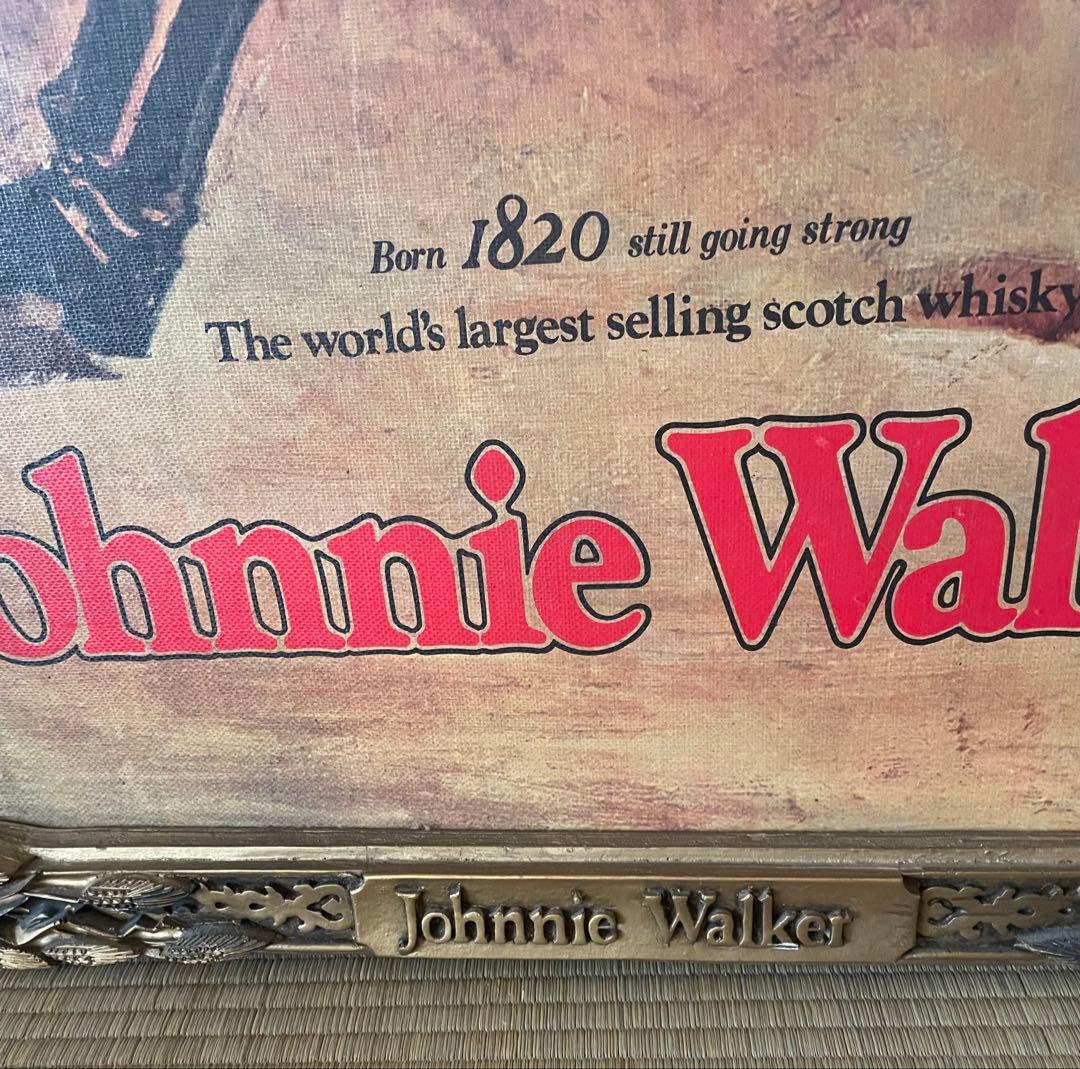 Born 1820 still going strong
The world's largest selling scotch whisky
ohnnie Wal
Johnnie Walker